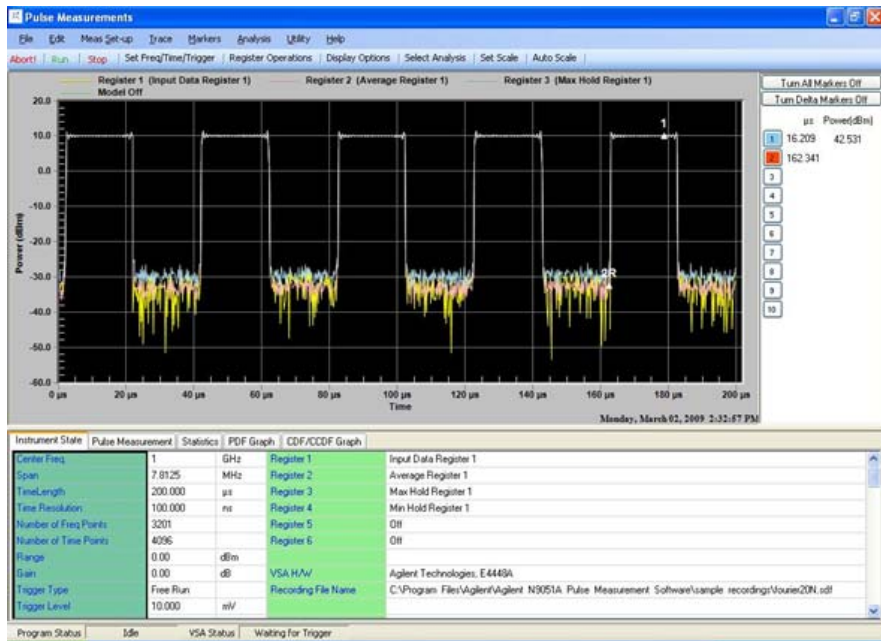 Pulse Measurements
File Edit Meas Set-up Trace Markers Analysis Utility Help
Abort! Run Stop Set Freq/Time/Trigger Register Operations Display Options Select Analysis Set Scale Auto Scale
Register 1 (Input Data Register 1) Register 2 (Average Register 1) Register 3 (Max Hold Register 1)
Model Off
Turn All Markers Off
Turn Delta Markers Off
µs Power(dBm)
1 16.209 42.531
2 162.341
3
4
5
6
7
8
9
10
20.0
10.0
0.0
-10.0
-20.0
-30.0
-40.0
-50.0
-60.0
Power (dBm)
1
2R
0 µs 20 µs 40 µs 60 µs 80 µs 100 µs 120 µs 140 µs 160 µs 180 µs 200 µs
Time
Monday, March 02, 2009 2:32:57 PM
Instrument State Pulse Measurement Statistics PDF Graph CDF/CCDF Graph
Center Freq 1 GHz Register 1 Input Data Register 1
Span 7.8125 MHz Register 2 Average Register 1
TimeLength 200.000 µs Register 3 Max Hold Register 1
Time Resolution 100.000 ns Register 4 Min Hold Register 1
Number of Freq Points 3201 Register 5 Off
Number of Time Points 4096 Register 6 Off
Range 0.00 dBm
Gain 0.00 dB VSA H/W Agilent Technologies, E4448A
Trigger Type Free Run Recording File Name C:\Program Files\Agilent\Agilent N9051A Pulse Measurement Software\sample recordings\fourier20N.sdf
Trigger Level 10.000 mV
Program Status Idle VSA Status Waiting for Trigger